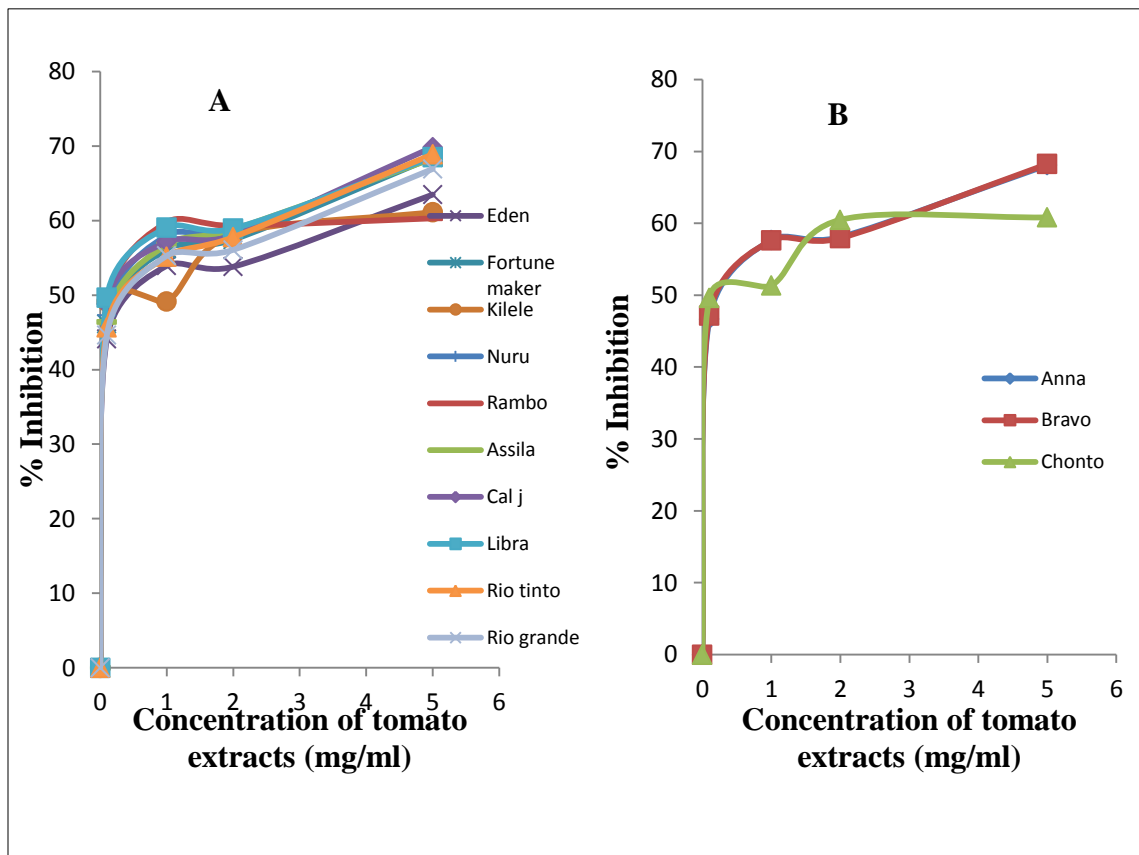 A
% Inhibition
80
70
60
50
40
30
20
10
0
0 1 2 3 4 5 6
Concentration of tomato
extracts (mg/ml)
Eden
Fortune
maker
Kilele
Nuru
Rambo
Assila
Cal j
Libra
Rio tinto
Rio grande
B
% Inhibition
80
70
60
50
40
30
20
10
0
0 1 2 3 4 5 6
Concentration of tomato
extracts (mg/ml)
Anna
Bravo
Chonto